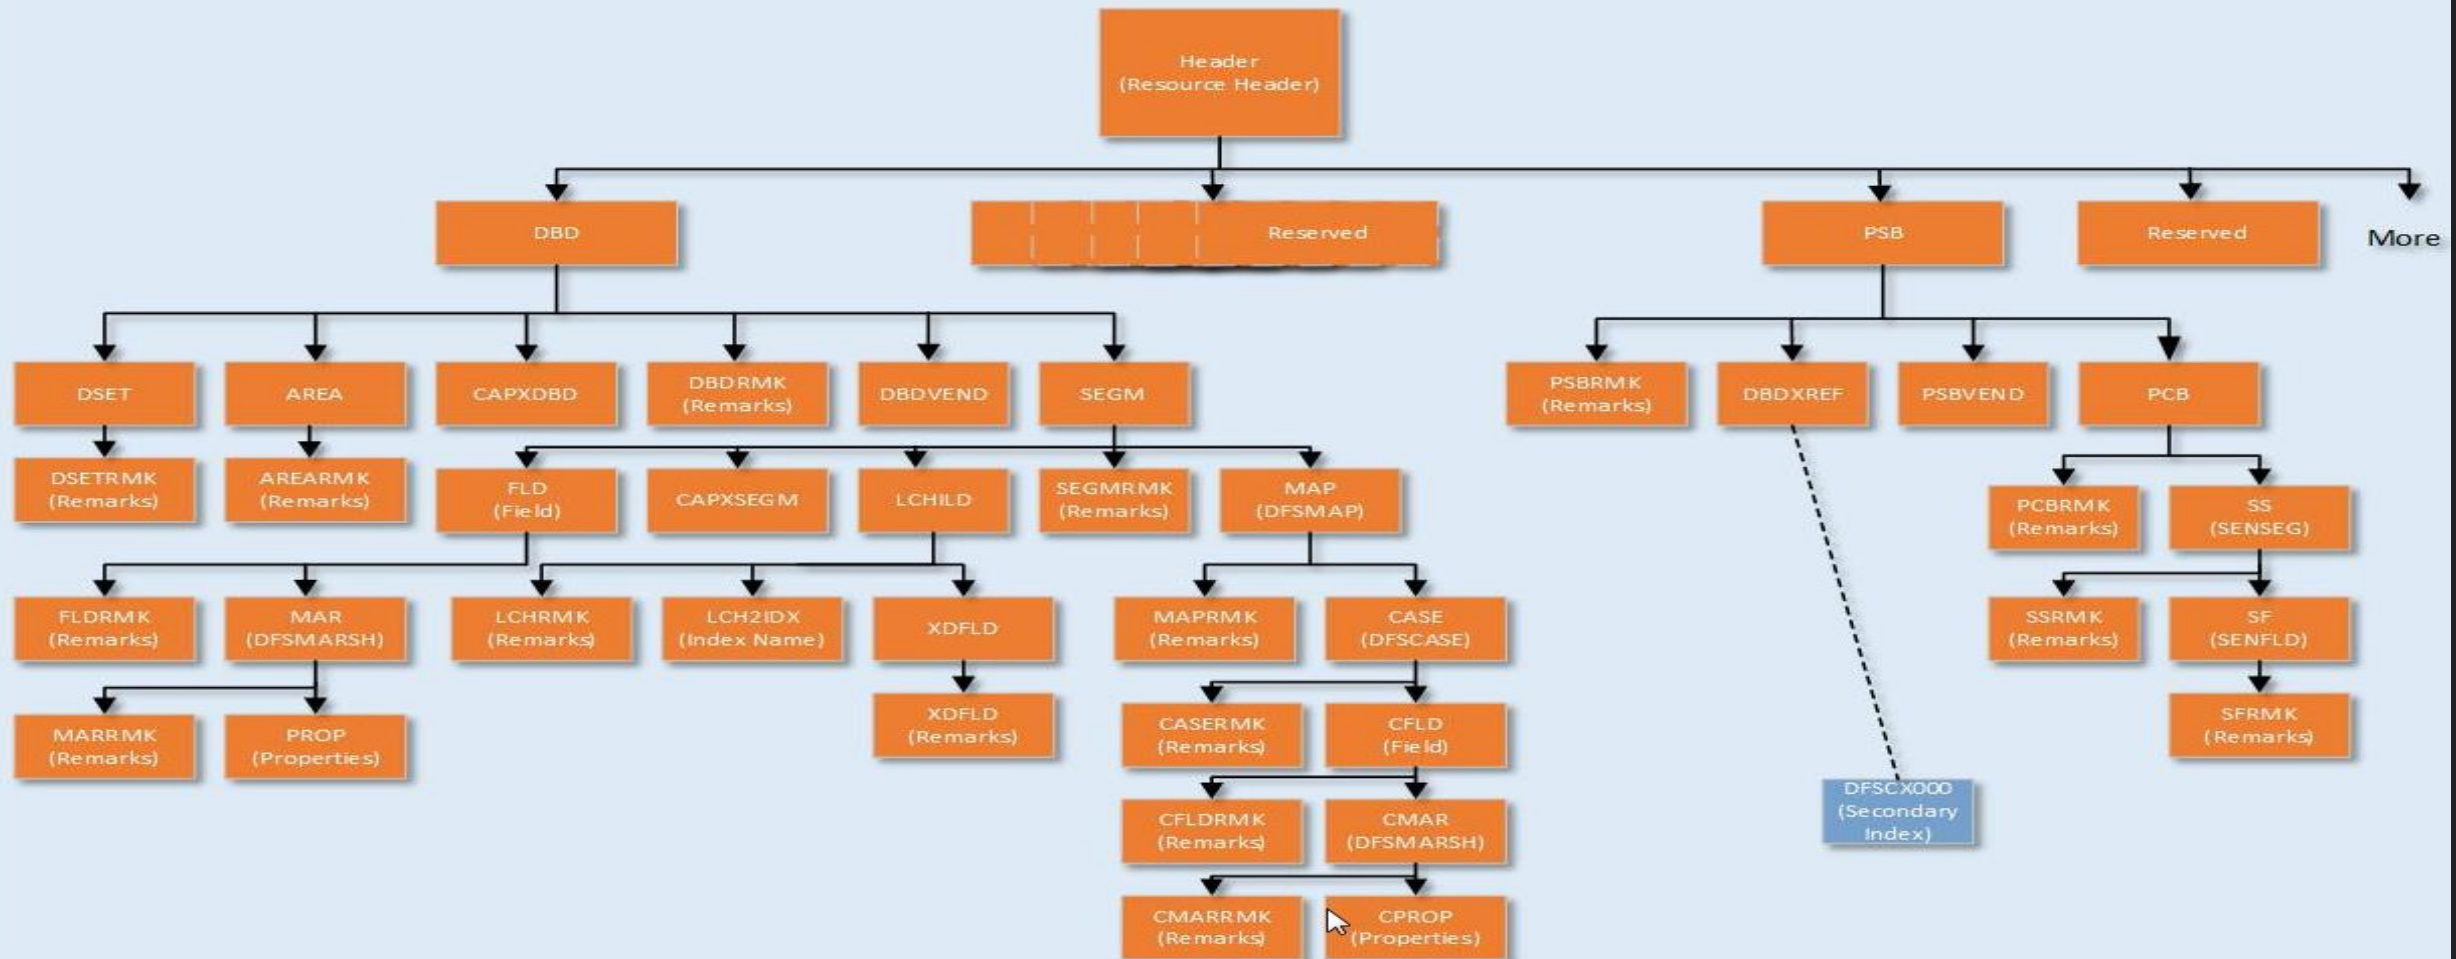 Header
(Resource Header)
DBD
Reserved
PSB
Reserved
More
DSET
AREA
CAPXDBD
DBDRMK
(Remarks)
DBDVEND
SEGM
PSBRMK
(Remarks)
DBDXREF
PSBVEND
PCB
DSETRMK
(Remarks)
AREARMK
(Remarks)
FLD
(Field)
CAPXSEGM
LCHILD
SEGMRMK
(Remarks)
MAP
(DFSMAP)
PCBRMK
(Remarks)
SS
(SENSEG)
FLDRMK
(Remarks)
MAR
(DFSMARSH)
LCHRMK
(Remarks)
LCH2IDX
(Index Name)
XDFLD
MAPRMK
(Remarks)
CASE
(DFSCASE)
SSRMK
(Remarks)
SF
(SENFLD)
MARRMK
(Remarks)
PROP
(Properties)
XDFLD
(Remarks)
CASERMK
(Remarks)
CFLD
(Field)
SFRMK
(Remarks)
DFSCX000
(Secondary
Index)
CFLDRMK
(Remarks)
CMAR
(DFSMARSH)
CMARRMK
(Remarks)
CPROP
(Properties)